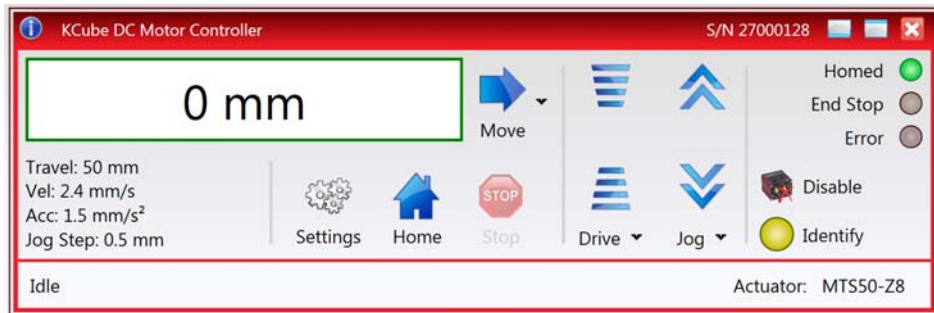 KCube DC Motor Controller S/N 27000128
0 mm
Move
Homed
End Stop
Error
Travel: 50 mm
Vel: 2.4 mm/s
Acc: 1.5 mm/s²
Jog Step: 0.5 mm
Settings
Home
STOP
Stop
Drive
Jog
Disable
Identify
Idle
Actuator: MTS50-Z8